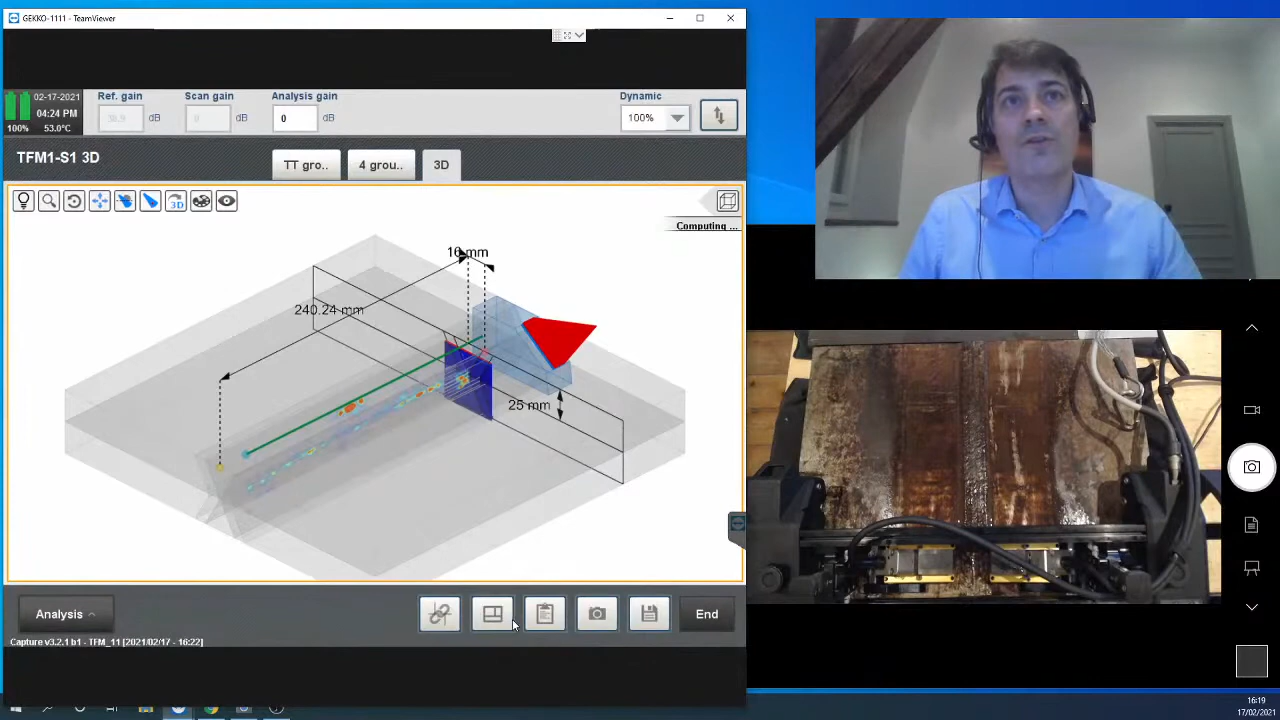 GEKKO-1111 - TeamViewer
02-17-2021
04:24 PM
100% 53.0°C
Ref. gain
dB
Scan gain
0 dB
Analysis gain
0 dB
Dynamic
100%
TFM1-S1 3D
TT gro..
4 grou..
3D
3D
Computing ...
16 mm
240.24 mm
25 mm
Analysis
End
Capture v3.2.1 b1 - TFM_11 [2021/02/17 - 16:22]
16:19
17/02/2021